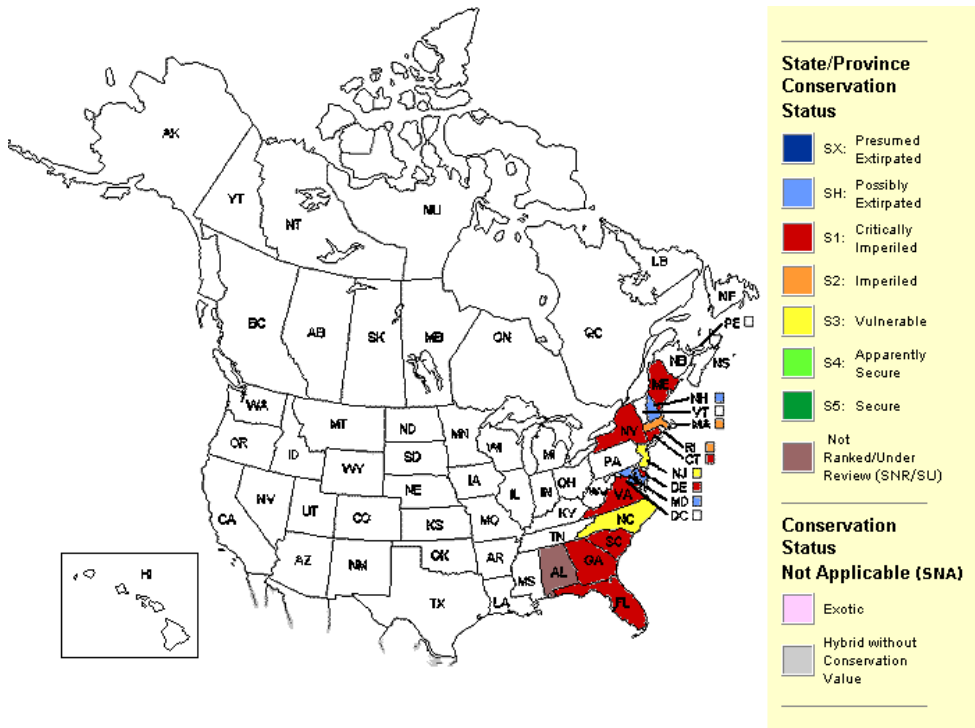 AK
YT
NT
NU
LB
NF
BC
AB
SK
MB
ON
QC
PE
NB
NS
ME
WA
MT
ND
MN
NH
VT
MA
OR
ID
SD
WI
MI
NY
WY
PA
RI
CT
NE
IA
NJ
NV
UT
CO
IL
IN
OH
WV
VA
DE
MD
DC
CA
KS
MO
KY
NC
TN
AZ
NM
OK
AR
SC
MS
AL
GA
TX
LA
FL
HI
State/Province
Conservation
Status
SX: Presumed
Extirpated
SH: Possibly
Extirpated
S1: Critically
Imperiled
S2: Imperiled
S3: Vulnerable
S4: Apparently
Secure
S5: Secure
Not
Ranked/Under
Review (SNR/SU)
Conservation
Status
Not Applicable (SNA)
Exotic
Hybrid without
Conservation
Value